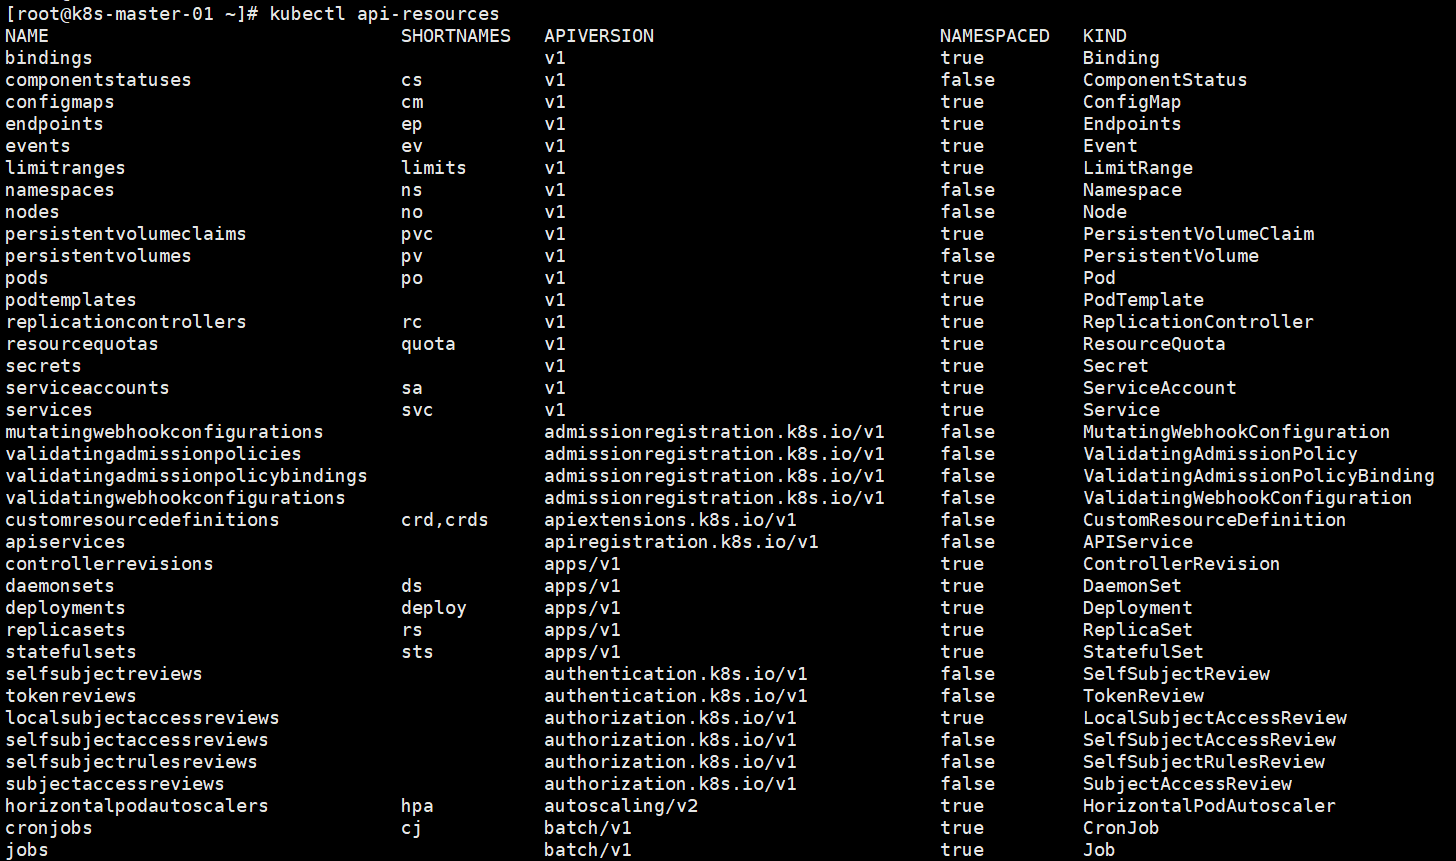 [root@k8s-master-01 ~]# kubectl api-resources
NAME SHORTNAMES APIVERSION NAMESPACED KIND
bindings v1 true Binding
componentstatuses cs v1 false ComponentStatus
configmaps cm v1 true ConfigMap
endpoints ep v1 true Endpoints
events ev v1 true Event
limitranges limits v1 true LimitRange
namespaces ns v1 false Namespace
nodes no v1 false Node
persistentvolumeclaims pvc v1 true PersistentVolumeClaim
persistentvolumes pv v1 false PersistentVolume
pods po v1 true Pod
podtemplates v1 true PodTemplate
replicationcontrollers rc v1 true ReplicationController
resourcequotas quota v1 true ResourceQuota
secrets v1 true Secret
serviceaccounts sa v1 true ServiceAccount
services svc v1 true Service
mutatingwebhookconfigurations admissionregistration.k8s.io/v1 false MutatingWebhookConfiguration
validatingadmissionpolicies admissionregistration.k8s.io/v1 false ValidatingAdmissionPolicy
validatingadmissionpolicybindings admissionregistration.k8s.io/v1 false ValidatingAdmissionPolicyBinding
validatingwebhookconfigurations admissionregistration.k8s.io/v1 false ValidatingWebhookConfiguration
customresourcedefinitions crd,crds apiextensions.k8s.io/v1 false CustomResourceDefinition
apiservices apiregistration.k8s.io/v1 false APIService
controllerrevisions apps/v1 true ControllerRevision
daemonsets ds apps/v1 true DaemonSet
deployments deploy apps/v1 true Deployment
replicasets rs apps/v1 true ReplicaSet
statefulsets sts apps/v1 true StatefulSet
selfsubjectreviews authentication.k8s.io/v1 false SelfSubjectReview
tokenreviews authentication.k8s.io/v1 false TokenReview
localsubjectaccessreviews authorization.k8s.io/v1 true LocalSubjectAccessReview
selfsubjectaccessreviews authorization.k8s.io/v1 false SelfSubjectAccessReview
selfsubjectrulesreviews authorization.k8s.io/v1 false SelfSubjectRulesReview
subjectaccessreviews authorization.k8s.io/v1 false SubjectAccessReview
horizontalpodautoscalers hpa autoscaling/v2 true HorizontalPodAutoscaler
cronjobs cj batch/v1 true CronJob
jobs batch/v1 true Job